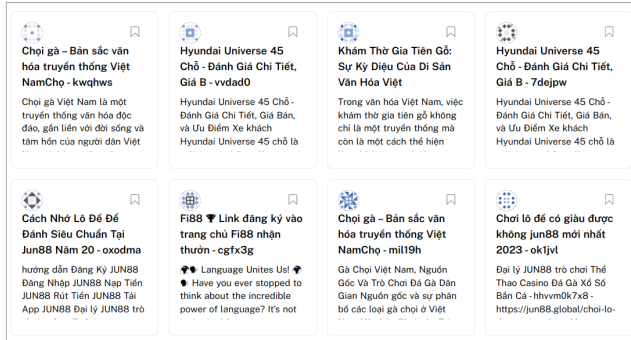 Chọi gà – Bản sắc văn
hóa truyền thống Việt
NamChọ - kwqhws
Chọi gà Việt Nam là một
truyền thống văn hóa độc
đáo, gắn liền với đời sống và
tâm hồn của người dân Việt
Hyundai Universe 45
Chỗ - Đánh Giá Chi Tiết,
Giá B - vvdad0
Hyundai Universe 45 Chỗ -
Đánh Giá Chi Tiết, Giá Bán,
và Ưu Điểm Xe khách
Hyundai Universe 45 chỗ là
Khám Thờ Gia Tiên Gỗ:
Sự Kỳ Diệu Của Di Sản
Văn Hóa Việt
Trong văn hóa Việt Nam, việc
khám thờ gia tiên gỗ không
chỉ là một truyền thống mà
còn là một cách thể hiện
Hyundai Universe 45
Chỗ - Đánh Giá Chi Tiết,
Giá B - 7dejpw
Hyundai Universe 45 Chỗ -
Đánh Giá Chi Tiết, Giá Bán,
và Ưu Điểm Xe khách
Hyundai Universe 45 chỗ là
Cách Nhớ Lô Đề Để
Đánh Siêu Chuẩn Tại
Jun88 Năm 20 - oxodma
hướng dẫn Đăng Ký JUN88
Đăng Nhập JUN88 Nạp Tiền
JUN88 Rút Tiền JUN88 Tải
App JUN88 Đại lý JUN88 trò
Fi88 🏆 Link đăng ký vào
trang chủ Fi88 nhận
thưởn - cgfx3g
🌍🗣️ Language Unites Us! 🌍
🗣️ Have you ever stopped to
think about the incredible
power of language? It's not
Chọi gà – Bản sắc văn
hóa truyền thống Việt
NamChọ - mil19h
Gà Chọi Việt Nam, Nguồn
Gốc Và Trò Chơi Đá Gà Dân
Gian Nguồn gốc và sự phân
bố các loại gà chọi ở Việt
Chơi lô đề có giàu được
không jun88 mới nhất
2023 - ok1jvl
Đại lý JUN88 trò chơi Thể
Thao Casino Đá Gà Xổ Số
Bắn Cá - hhvvm0k7x8 -
https://jun88.global/choi-lo-